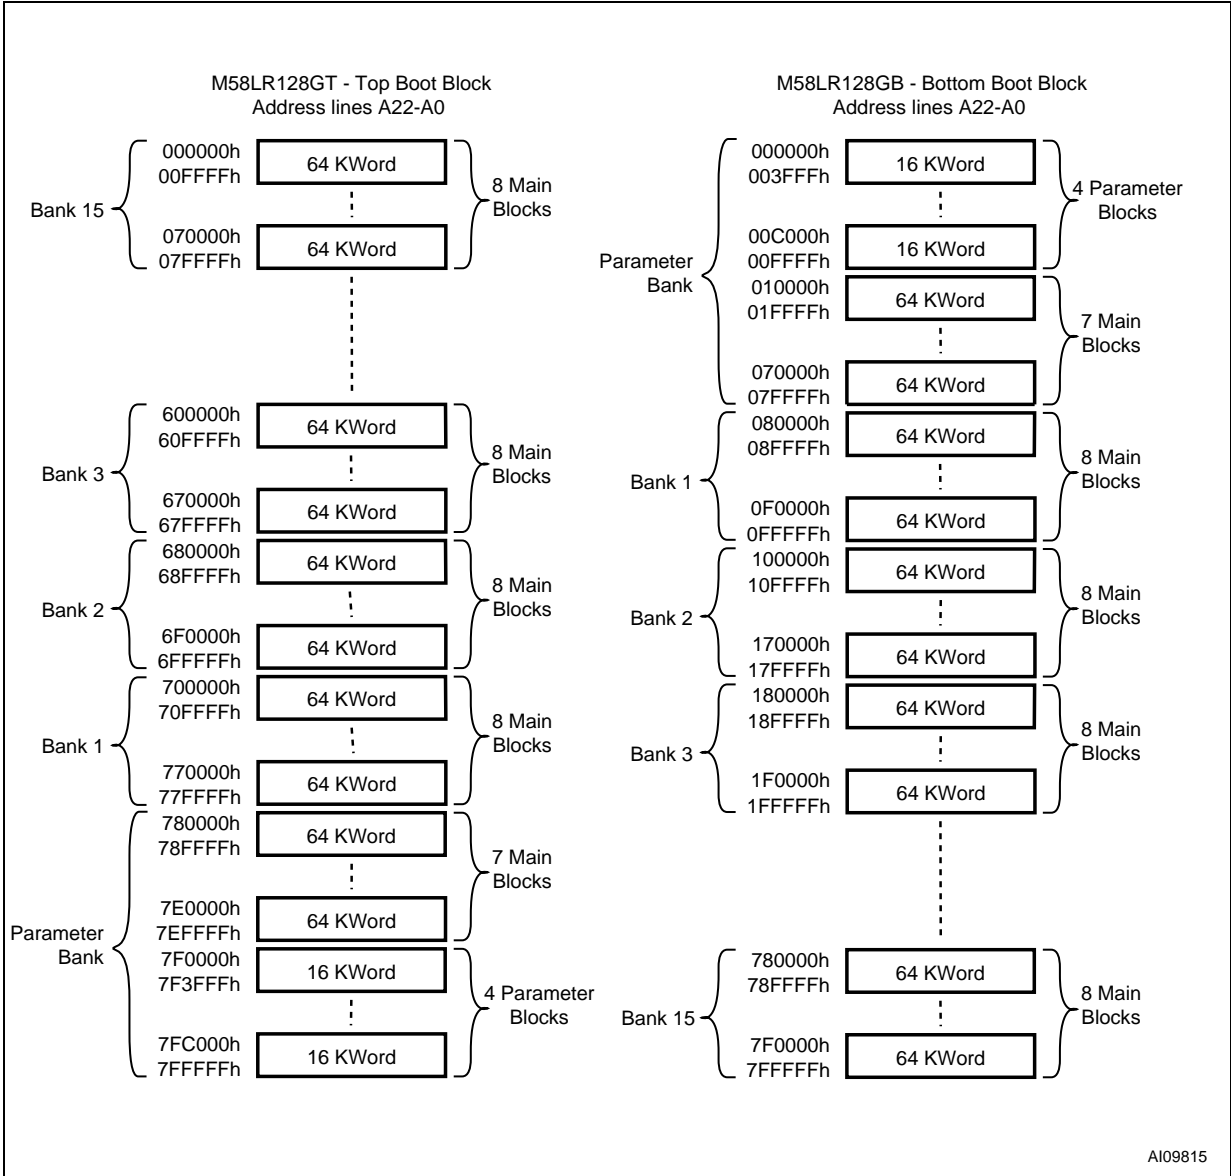 M58LR128GT - Top Boot Block
Address lines A22-A0
Bank 15
000000h
00FFFFh
64 KWord
070000h
07FFFFh
64 KWord
8 Main
Blocks
Bank 3
600000h
60FFFFh
64 KWord
670000h
67FFFFh
64 KWord
8 Main
Blocks
Bank 2
680000h
68FFFFh
64 KWord
6F0000h
6FFFFFh
64 KWord
8 Main
Blocks
Bank 1
700000h
70FFFFh
64 KWord
770000h
77FFFFh
64 KWord
8 Main
Blocks
Parameter
Bank
780000h
78FFFFh
64 KWord
7E0000h
7EFFFFh
64 KWord
7 Main
Blocks
7F0000h
7F3FFFh
16 KWord
7FC000h
7FFFFFh
16 KWord
4 Parameter
Blocks
M58LR128GB - Bottom Boot Block
Address lines A22-A0
Parameter
Bank
000000h
003FFFh
16 KWord
00C000h
00FFFFh
16 KWord
4 Parameter
Blocks
010000h
01FFFFh
64 KWord
070000h
07FFFFh
64 KWord
7 Main
Blocks
Bank 1
080000h
08FFFFh
64 KWord
0F0000h
0FFFFFh
64 KWord
8 Main
Blocks
Bank 2
100000h
10FFFFh
64 KWord
170000h
17FFFFh
64 KWord
8 Main
Blocks
Bank 3
180000h
18FFFFh
64 KWord
1F0000h
1FFFFFh
64 KWord
8 Main
Blocks
Bank 15
780000h
78FFFFh
64 KWord
7F0000h
7FFFFFh
64 KWord
8 Main
Blocks
AI09815